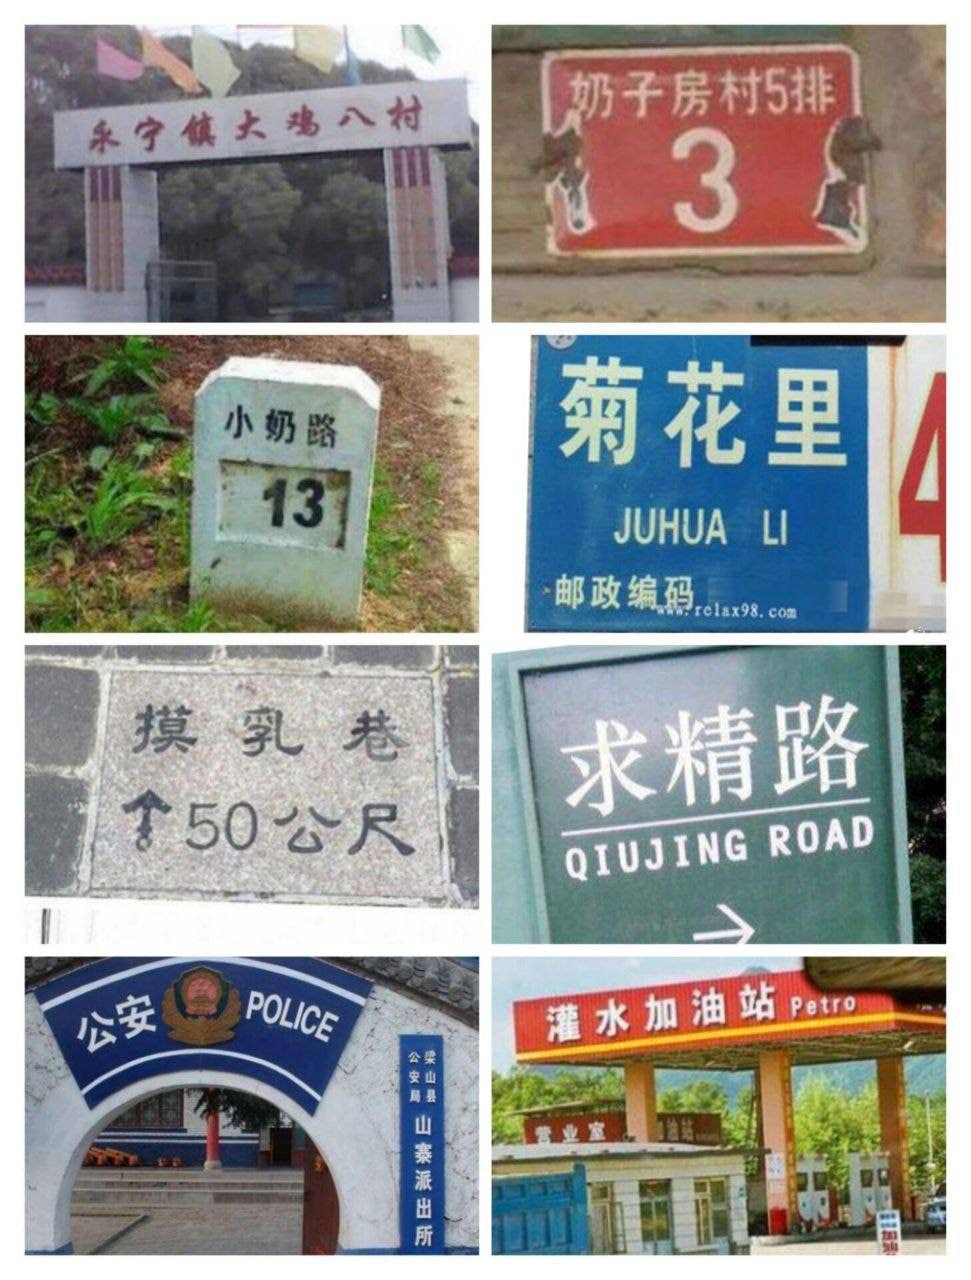 永宁镇大鸡八村
奶子房村5排
3
小奶路
13
菊花里
JUHUA LI
邮政编码
www.relax98.com
4
摸乳巷
↑50公尺
求精路
QIUJING ROAD
→
公安 POLICE
梁山县
公安局
山寨派出所
灌水加油站 Petro
营业室